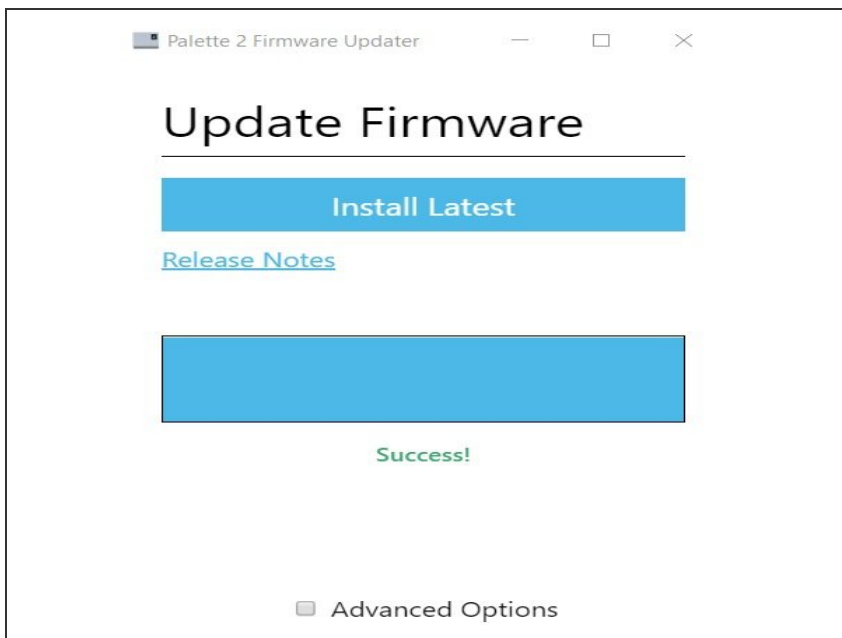 Palette 2 Firmware Updater
Update Firmware
Install Latest
Release Notes
Success!
Advanced Options